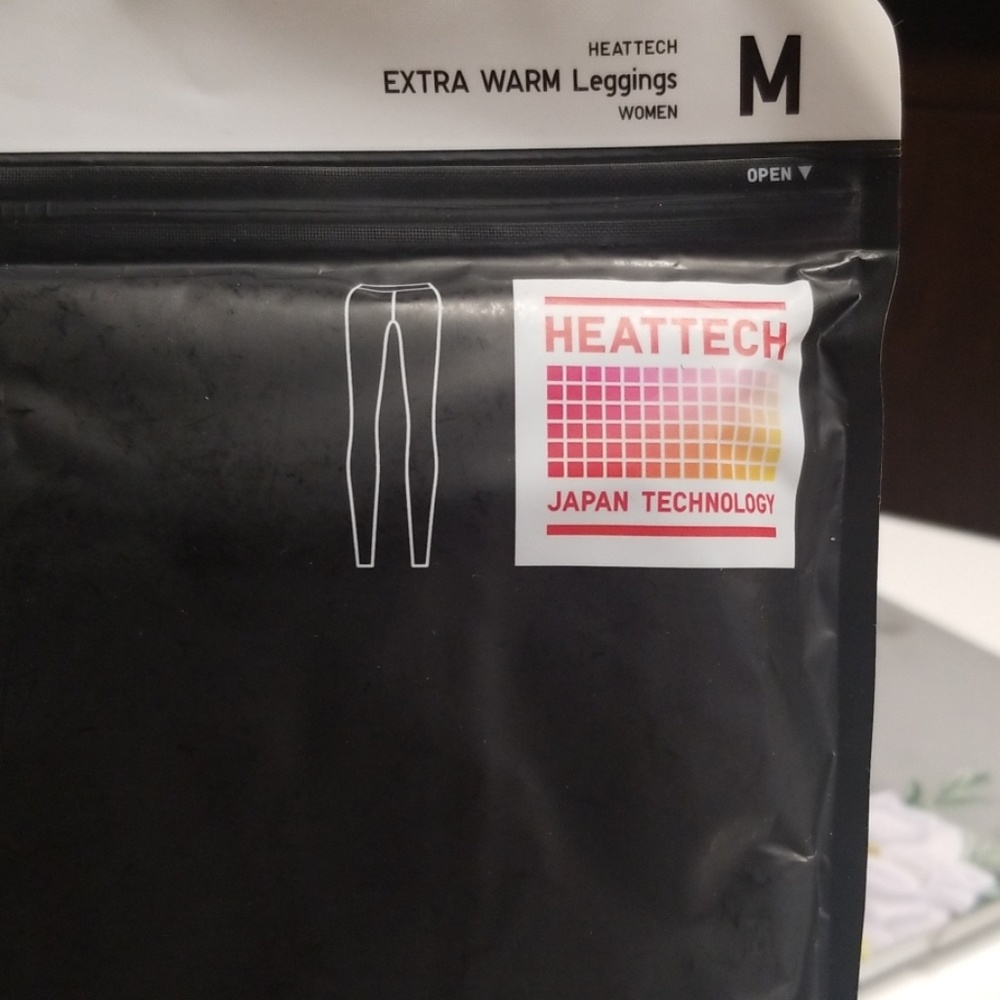 HEATTECH
EXTRA WARM Leggings
WOMEN
M
OPEN ▼
HEATTECH
JAPAN TECHNOLOGY